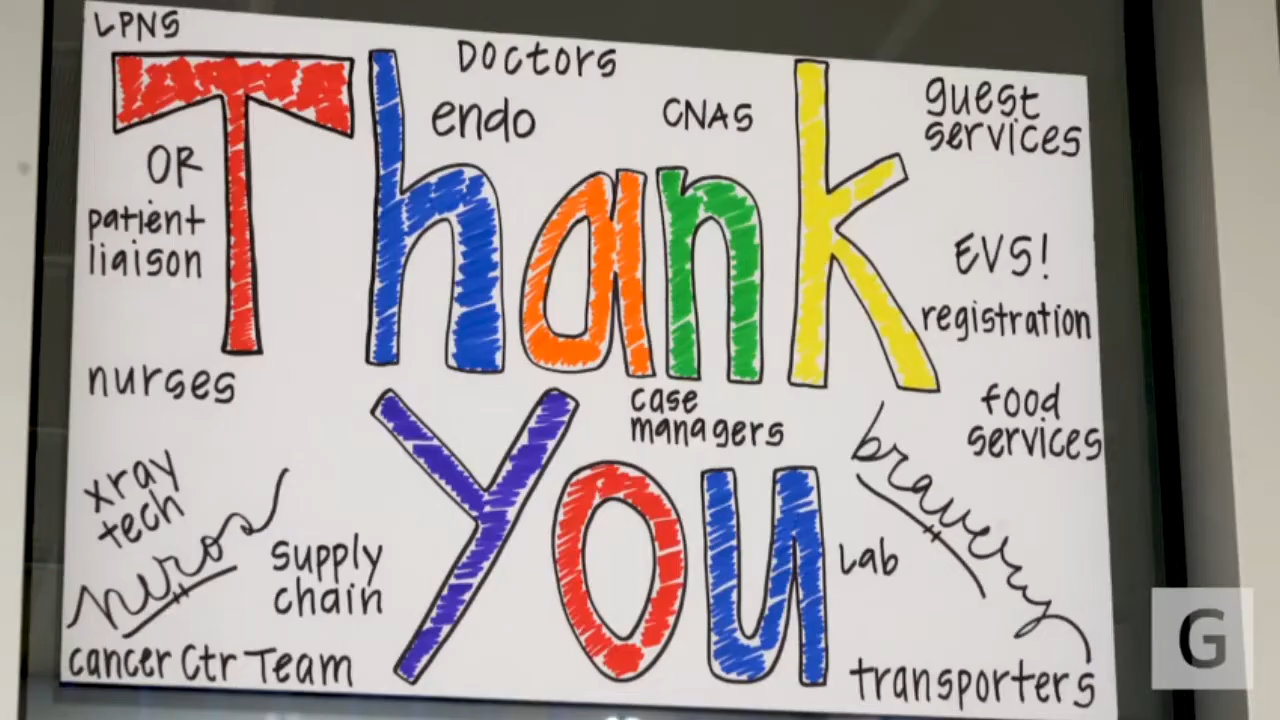 LPNS
Doctors
endo
CNAS
guest
services
Thank
OR
patient
liaison
EVS!
registration
nurses
case
managers
food
services
You
bravery
xray
tech
heros
supply
chain
Lab
cancer Ctr Team
transporters
G